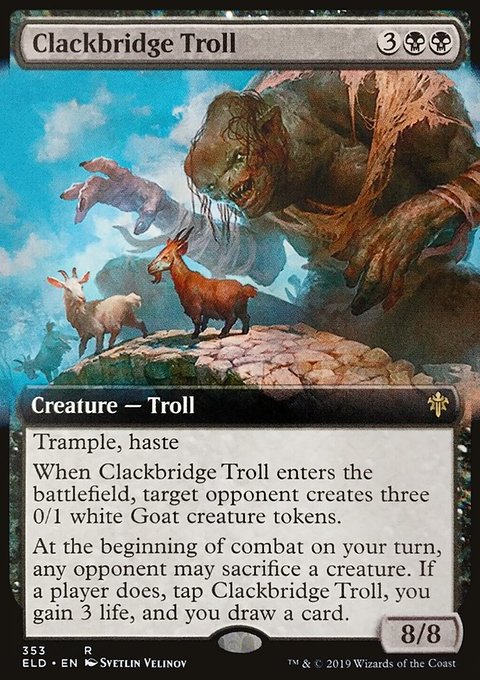 Clackbridge Troll 3
Creature — Troll
Trample, haste
When Clackbridge Troll enters the
battlefield, target opponent creates three
0/1 white Goat creature tokens.
At the beginning of combat on your turn,
any opponent may sacrifice a creature. If
a player does, tap Clackbridge Troll, you
gain 3 life, and you draw a card.
8/8
353 R
ELD • EN Svetlin Velinov
™ & © 2019 Wizards of the Coast